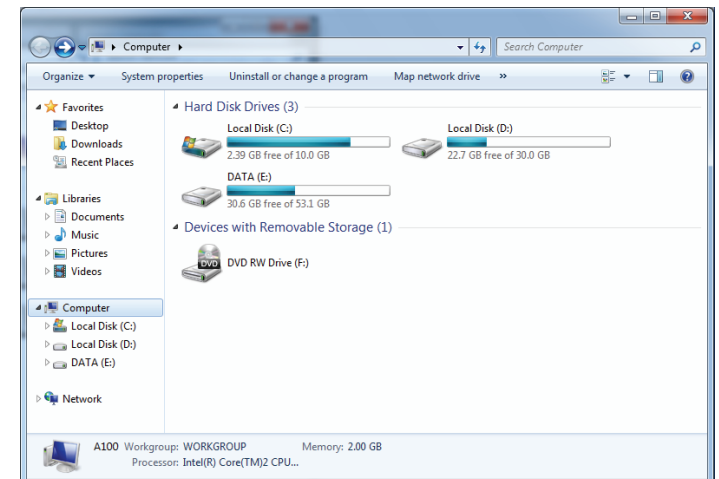 Computer
Search Computer
Organize System properties Uninstall or change a program Map network drive »
Favorites
Desktop
Downloads
Recent Places
Libraries
Documents
Music
Pictures
Videos
Computer
Local Disk (C:)
Local Disk (D:)
DATA (E:)
Network
Hard Disk Drives (3)
Local Disk (C:)
2.39 GB free of 10.0 GB
Local Disk (D:)
22.7 GB free of 30.0 GB
DATA (E:)
30.6 GB free of 53.1 GB
Devices with Removable Storage (1)
DVD
DVD RW Drive (F:)
A100 Workgroup: WORKGROUP Memory: 2.00 GB
Processor: Intel(R) Core(TM)2 CPU...